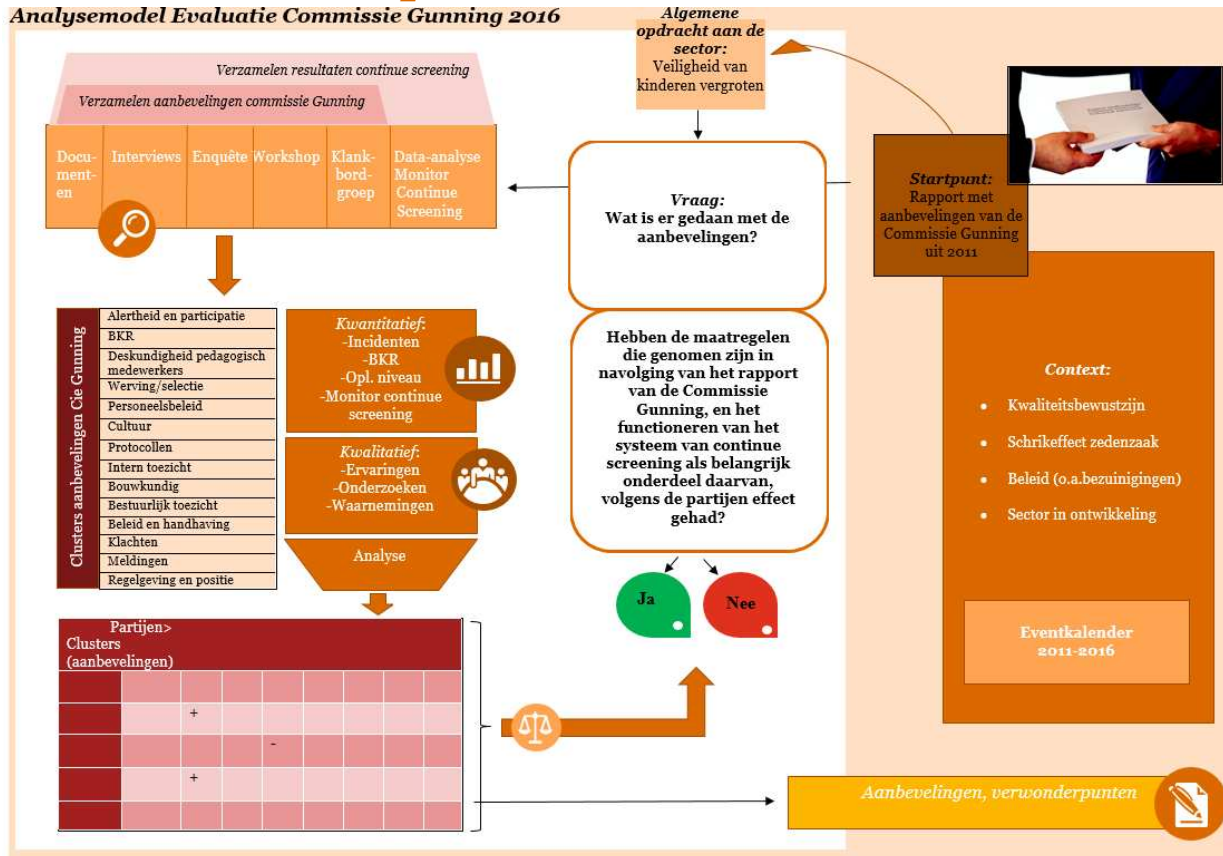 Analysemodel Evaluatie Commissie Gunning 2016
Algemene
opdracht aan de
sector:
Veiligheid van
kinderen vergroten
Verzamelen resultaten continue screening
Verzamelen aanbevelingen commissie Gunning
Docu-
ment-
en
Interviews
Enquête
Workshop
Klank-
bord-
groep
Data-analyse
Monitor
Continue
Screening
Vraag:
Wat is er gedaan met de
aanbevelingen?
Startpunt:
Rapport met
aanbevelingen van de
Commissie Gunning
uit 2011
Clusters aanbevelingen Cie Gunning
Alertheid en participatie
BKR
Deskundigheid pedagogisch
medewerkers
Werving/selectie
Personeelsbeleid
Cultuur
Protocollen
Intern toezicht
Bouwkundig
Bestuurlijk toezicht
Beleid en handhaving
Klachten
Meldingen
Regelgeving en positie
Kwantitatief:
-Incidenten
-BKR
-Opl. niveau
-Monitor continue
screening
Kwalitatief:
-Ervaringen
-Onderzoeken
-Waarnemingen
Analyse
Hebben de maatregelen
die genomen zijn in
navolging van het rapport
van de Commissie
Gunning, en het
functioneren van het
systeem van continue
screening als belangrijk
onderdeel daarvan,
volgens de partijen effect
gehad?
Ja
Nee
Context:
• Kwaliteitsbewustzijn
• Schrikeffect zedenzaak
• Beleid (o.a.bezuinigingen)
• Sector in ontwikkeling
Eventkalender
2011-2016
Partijen>
Clusters
(aanbevelingen)
+
-
+
Aanbevelingen, verwonderpunten